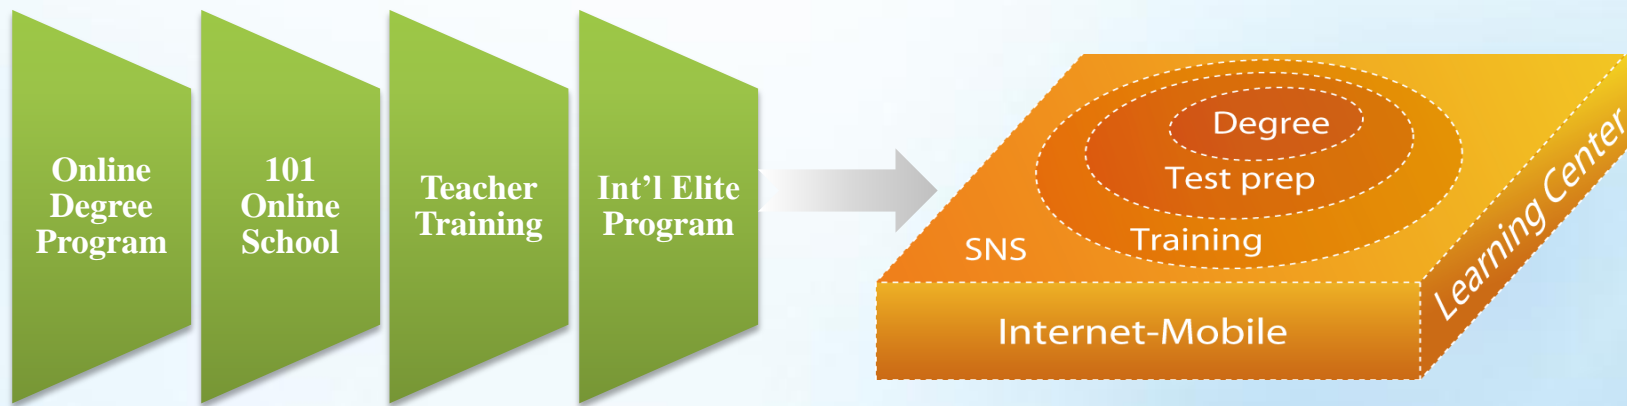 Online
Degree
Program
101
Online
School
Teacher
Training
Int’l Elite
Program
Degree
Test prep
Training
SNS
Internet-Mobile
Learning Center